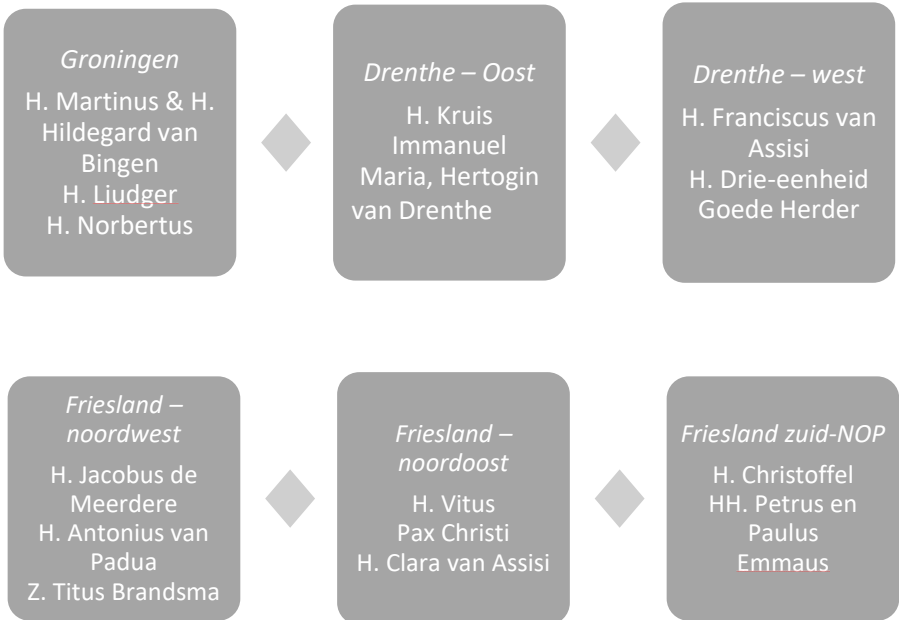 Groningen
H. Martinus & H.
Hildegard van
Bingen
H. Liudger
H. Norbertus
Drenthe – Oost
H. Kruis
Immanuel
Maria, Hertogin
van Drenthe
Drenthe – west
H. Franciscus van
Assisi
H. Drie-eenheid
Goede Herder
Friesland –
noordwest
H. Jacobus de
Meerdere
H. Antonius van
Padua
Z. Titus Brandsma
Friesland –
noordoost
H. Vitus
Pax Christi
H. Clara van Assisi
Friesland zuid-NOP
H. Christoffel
HH. Petrus en
Paulus
Emmaus